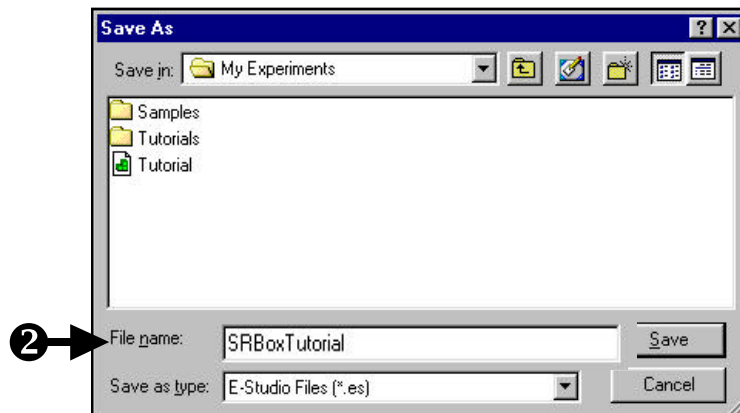 Save As
Save in: My Experiments
Samples
Tutorials
Tutorial
2
File name: SRBoxTutorial
Save
Save as type: E-Studio Files (*.es)
Cancel